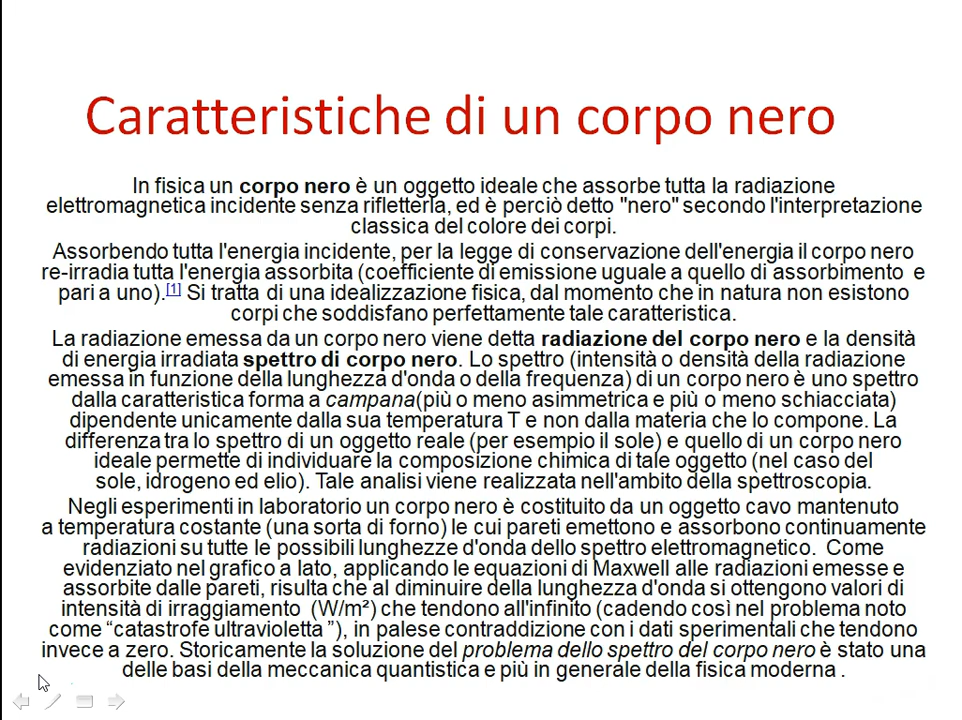 Caratteristiche di un corpo nero
In fisica un corpo nero è un oggetto ideale che assorbe tutta la radiazione
elettromagnetica incidente senza rifletterla, ed è perciò detto "nero" secondo l'interpretazione
classica del colore dei corpi.
Assorbendo tutta l'energia incidente, per la legge di conservazione dell'energia il corpo nero
re-irradia tutta l'energia assorbita (coefficiente di emissione uguale a quello di assorbimento e
pari a uno).[1] Si tratta di una idealizzazione fisica, dal momento che in natura non esistono
corpi che soddisfano perfettamente tale caratteristica.
La radiazione emessa da un corpo nero viene detta radiazione del corpo nero e la densità
di energia irradiata spettro di corpo nero. Lo spettro (intensità o densità della radiazione
emessa in funzione della lunghezza d'onda o della frequenza) di un corpo nero è uno spettro
dalla caratteristica forma a campana(più o meno asimmetrica e più o meno schiacciata)
dipendente unicamente dalla sua temperatura T e non dalla materia che lo compone. La
differenza tra lo spettro di un oggetto reale (per esempio il sole) e quello di un corpo nero
ideale permette di individuare la composizione chimica di tale oggetto (nel caso del
sole, idrogeno ed elio). Tale analisi viene realizzata nell'ambito della spettroscopia.
Negli esperimenti in laboratorio un corpo nero è costituito da un oggetto cavo mantenuto
a temperatura costante (una sorta di forno) le cui pareti emettono e assorbono continuamente
radiazioni su tutte le possibili lunghezze d'onda dello spettro elettromagnetico. Come
evidenziato nel grafico a lato, applicando le equazioni di Maxwell alle radiazioni emesse e
assorbite dalle pareti, risulta che al diminuire della lunghezza d'onda si ottengono valori di
intensità di irraggiamento (W/m²) che tendono all'infinito (cadendo così nel problema noto
come “catastrofe ultravioletta ”), in palese contraddizione con i dati sperimentali che tendono
invece a zero. Storicamente la soluzione del problema dello spettro del corpo nero è stato una
delle basi della meccanica quantistica e più in generale della fisica moderna .